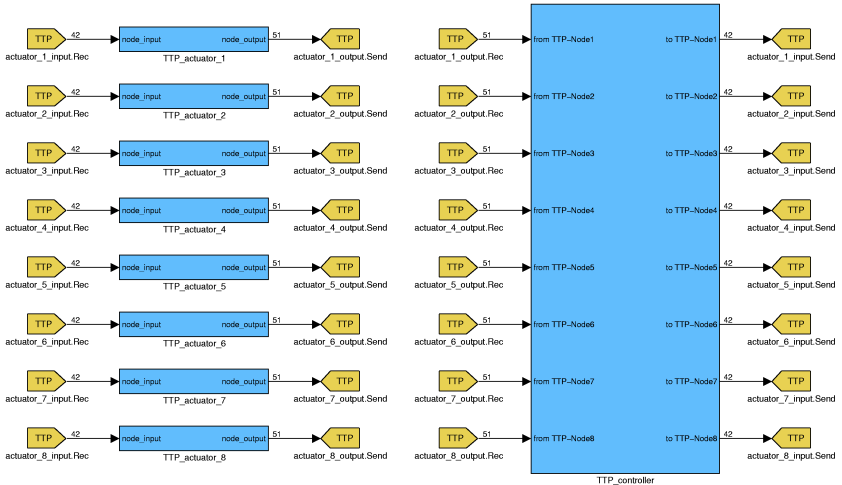 TTP 42 node_input node_output 51 TTP TTP 51 from TTP-Node1 to TTP-Node1 42 TTP
actuator_1_input.Rec TTP_actuator_1 actuator_1_output.Send actuator_1_output.Rec actuator_1_input.Send
TTP 42 node_input node_output 51 TTP TTP 51 from TTP-Node2 to TTP-Node2 42 TTP
actuator_2_input.Rec TTP_actuator_2 actuator_2_output.Send actuator_2_output.Rec actuator_2_input.Send
TTP 42 node_input node_output 51 TTP TTP 51 from TTP-Node3 to TTP-Node3 42 TTP
actuator_3_input.Rec TTP_actuator_3 actuator_3_output.Send actuator_3_output.Rec actuator_3_input.Send
TTP 42 node_input node_output 51 TTP TTP 51 from TTP-Node4 to TTP-Node4 42 TTP
actuator_4_input.Rec TTP_actuator_4 actuator_4_output.Send actuator_4_output.Rec actuator_4_input.Send
TTP 42 node_input node_output 51 TTP TTP 51 from TTP-Node5 to TTP-Node5 42 TTP
actuator_5_input.Rec TTP_actuator_5 actuator_5_output.Send actuator_5_output.Rec actuator_5_input.Send
TTP 42 node_input node_output 51 TTP TTP 51 from TTP-Node6 to TTP-Node6 42 TTP
actuator_6_input.Rec TTP_actuator_6 actuator_6_output.Send actuator_6_output.Rec actuator_6_input.Send
TTP 42 node_input node_output 51 TTP TTP 51 from TTP-Node7 to TTP-Node7 42 TTP
actuator_7_input.Rec TTP_actuator_7 actuator_7_output.Send actuator_7_output.Rec actuator_7_input.Send
TTP 42 node_input node_output 51 TTP TTP 51 from TTP-Node8 to TTP-Node8 42 TTP
actuator_8_input.Rec TTP_actuator_8 actuator_8_output.Send actuator_8_output.Rec actuator_8_input.Send
TTP_controller